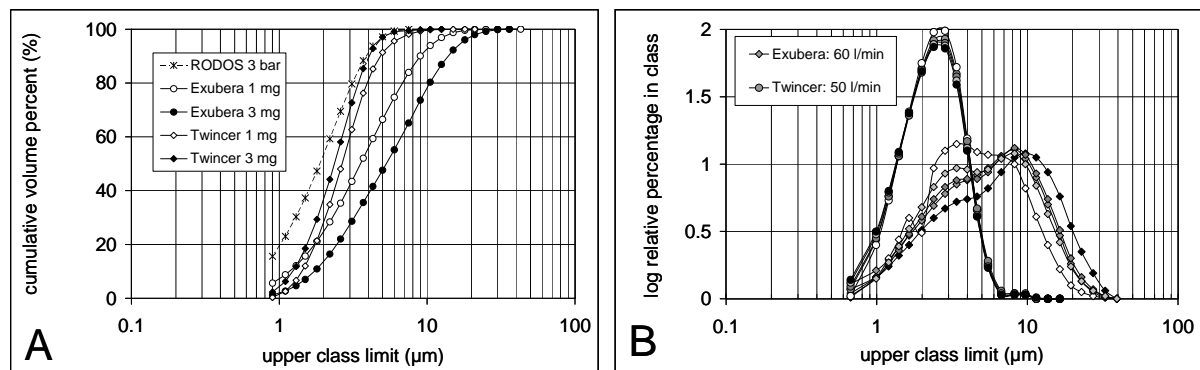 100
80
60
40
20
0
cumulative volume percent (%)
RODOS 3 bar
Exubera 1 mg
Exubera 3 mg
Twincer 1 mg
Twincer 3 mg
0.1 1 10 100
upper class limit (µm)
A
2
1.5
1
0.5
0
log relative percentage in class
Exubera: 60 l/min
Twincer: 50 l/min
0.1 1 10 100
upper class limit (µm)
B